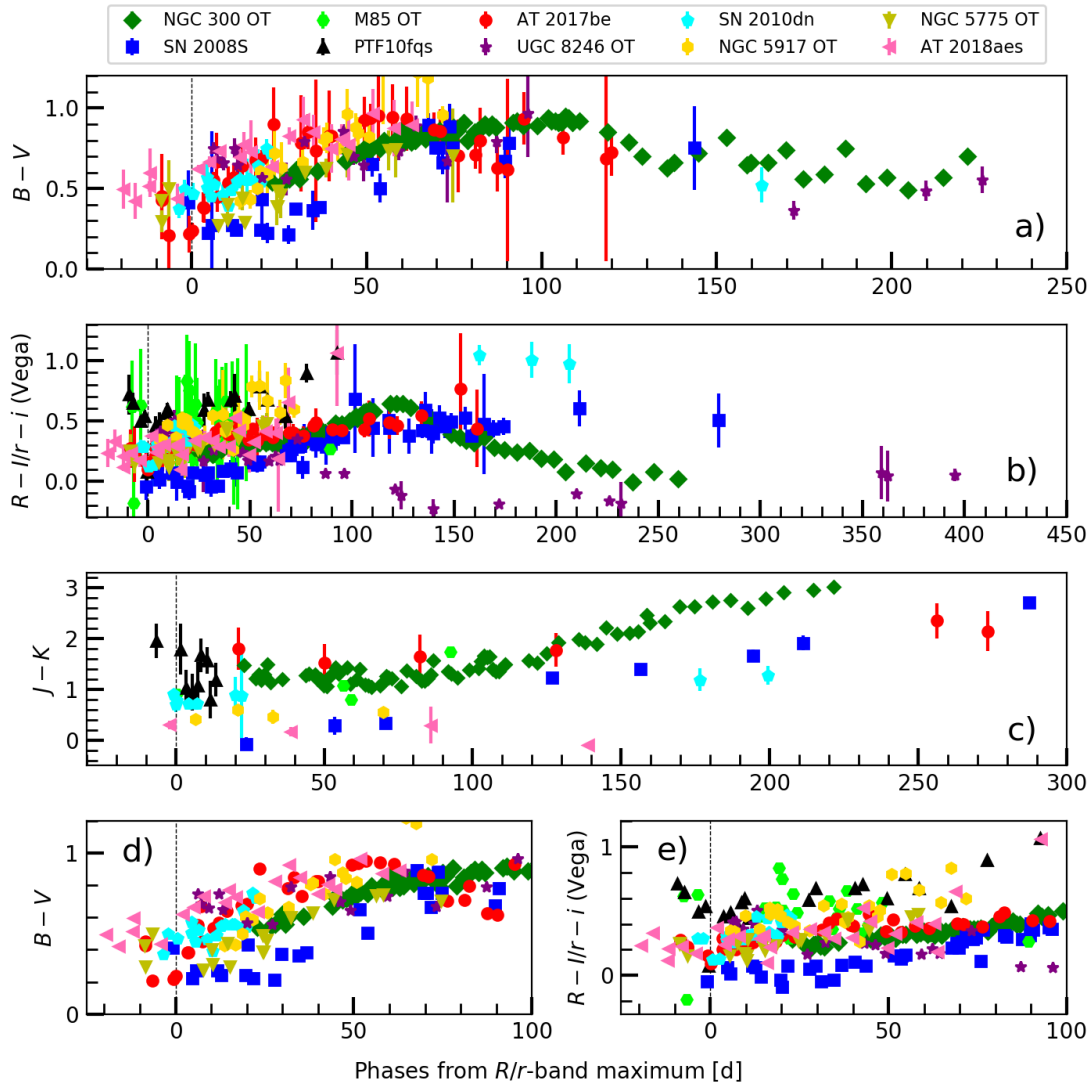 NGC 300 OT M85 OT AT 2017be SN 2010dn NGC 5775 OT
SN 2008S PTF10fqs UGC 8246 OT NGC 5917 OT AT 2018aes
1.0
0.5
0.0
B − V
a)
0 50 100 150 200 250
1.0
0.5
0.0
R − I/r − i (Vega)
b)
0 50 100 150 200 250 300 350 400 450
3
2
1
0
J − K
c)
0 50 100 150 200 250 300
1
0
B − V
d)
0 50 100
1
0
R − I/r − i (Vega)
e)
0 50 100
Phases from R/r-band maximum [d]